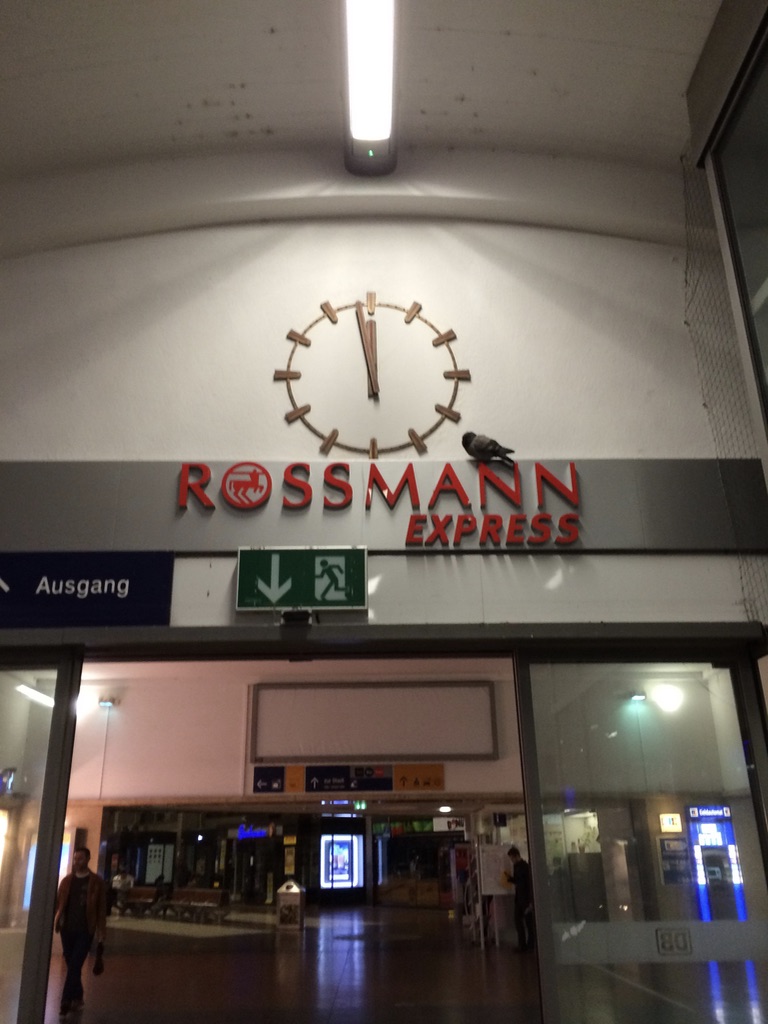 ROSSMANN
EXPRESS
Ausgang
DB